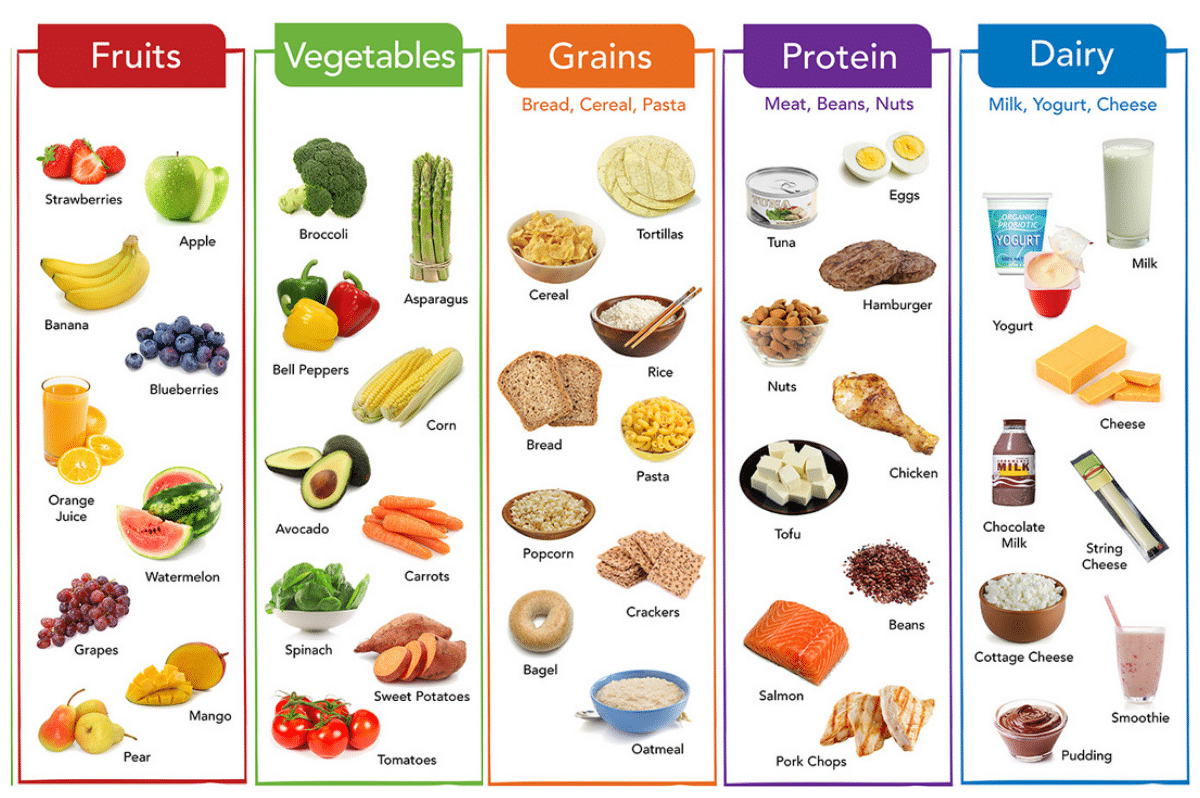 Fruits
Strawberries
Apple
Banana
Blueberries
Orange
Juice
Watermelon
Grapes
Mango
Pear
Vegetables
Broccoli
Asparagus
Bell Peppers
Corn
Avocado
Carrots
Spinach
Sweet Potatoes
Tomatoes
Grains
Bread, Cereal, Pasta
Tortillas
Cereal
Rice
Bread
Pasta
Popcorn
Crackers
Bagel
Oatmeal
Protein
Meat, Beans, Nuts
Eggs
TUNA
Tuna
Hamburger
Nuts
Chicken
Tofu
Beans
Salmon
Pork Chops
Dairy
Milk, Yogurt, Cheese
Milk
ORGANIC
PROBIOTIC
YOGURT
Yogurt
Cheese
MILK
Chocolate
Milk
String
Cheese
Cottage Cheese
Smoothie
Pudding